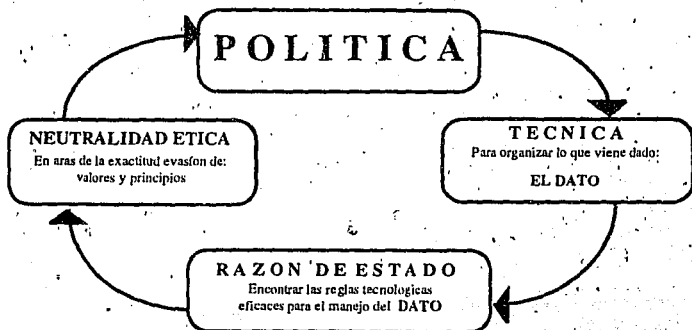 POLITICA
NEUTRALIDAD ETICA
En aras de la exactitud evasfon de:
valores y principios
TECNICA
Para organizar lo que viene dado:
EL DATO
RAZON DE ESTADO
Encontrar las reglas tecnologicas
eficaces para el manejo del DATO